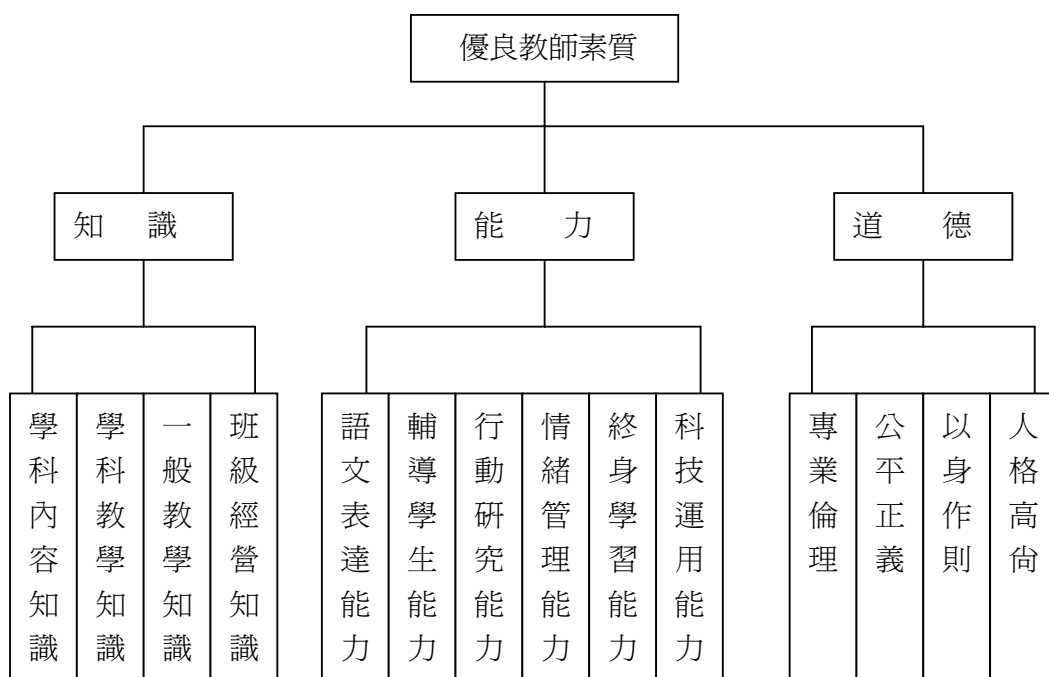 優良教師素質
知 識
能 力
道 德
學科內容知識
學科教學知識
一般教學知識
班級經營知識
語文表達能力
輔導學生能力
行動研究能力
情緒管理能力
終身學習能力
科技運用能力
專業倫理
公平正義
以身作則
人格高尚